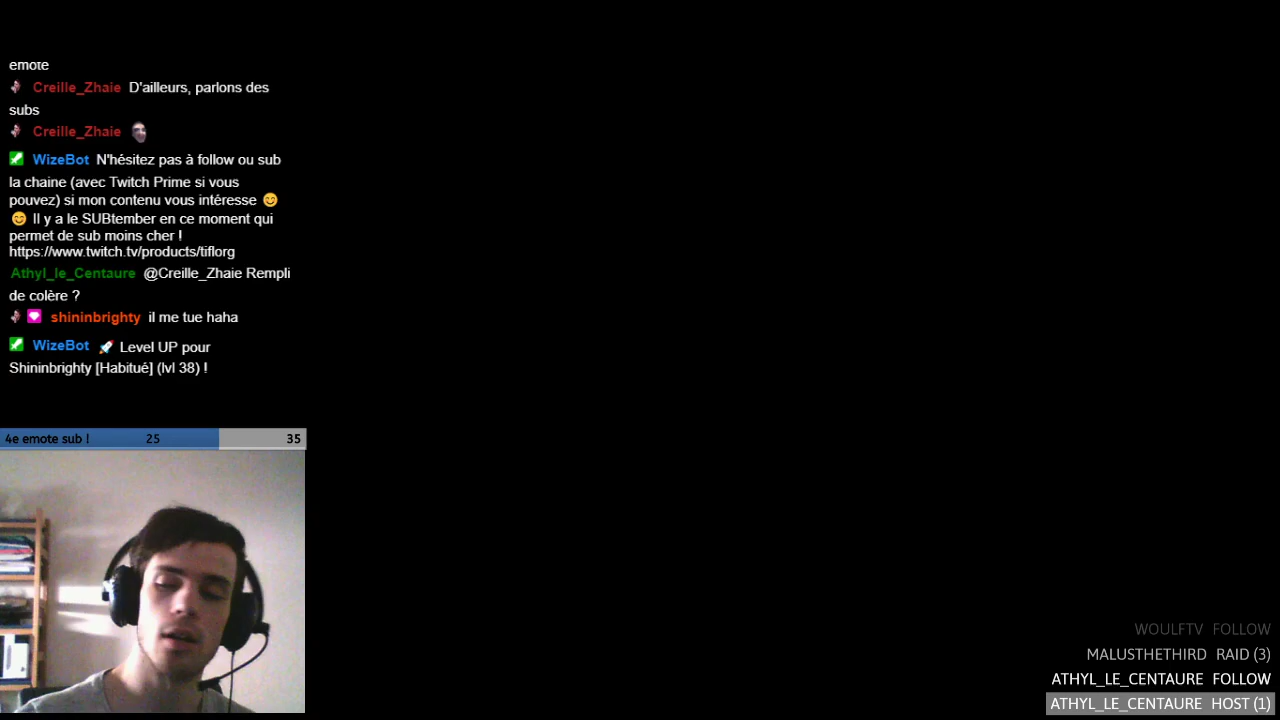 emote
Creille_Zhaie D'ailleurs, parlons des
subs
Creille_Zhaie
WizeBot N'hésitez pas à follow ou sub
la chaine (avec Twitch Prime si vous
pouvez) si mon contenu vous intéresse 😊
😊 Il y a le SUBtember en ce moment qui
permet de sub moins cher !
https://www.twitch.tv/products/tiflorg
Athyl_le_Centaure @Creille_Zhaie Rempli
de colère ?
shininbrighty il me tue haha
WizeBot 🚀 Level UP pour
Shininbrighty [Habitué] (lvl 38) !
4e emote sub ! 25 35
WOULFTV FOLLOW
MALUSTHETHIRD RAID (3)
ATHYL_LE_CENTAURE FOLLOW
ATHYL_LE_CENTAURE HOST (1)